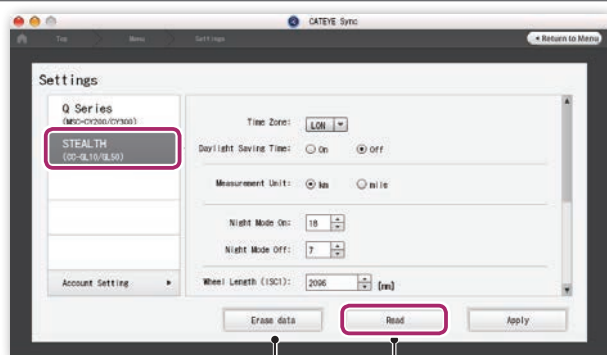 CATEYE Sync
Top Menu Settings
◂ Return to Menu
Settings
Q Series
(MSC-CY200/CY300)
STEALTH
(CC-GL10/GL50)
Account Setting ▸
Time Zone: LON
Daylight Saving Time: On Off
Measurement Unit: km mile
Night Mode On: 18
Night Mode Off: 7
Wheel Length (ISC1): 2096 [mm]
Erase data Read Apply